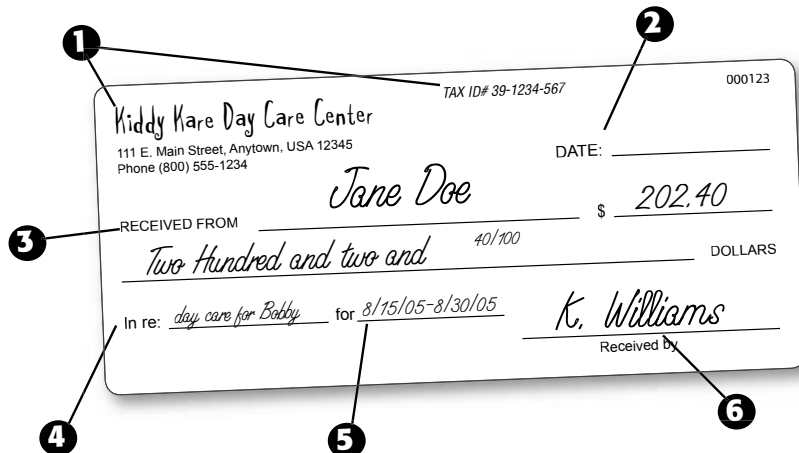 1
2
TAX ID# 39-1234-567
000123
Kiddy Kare Day Care Center
111 E. Main Street, Anytown, USA 12345
Phone (800) 555-1234
DATE:
3
RECEIVED FROM Jane Doe $ 202.40
Two Hundred and two and 40/100 DOLLARS
In re: day care for Bobby for 8/15/05-8/30/05 K. Williams
Received by
4
5
6